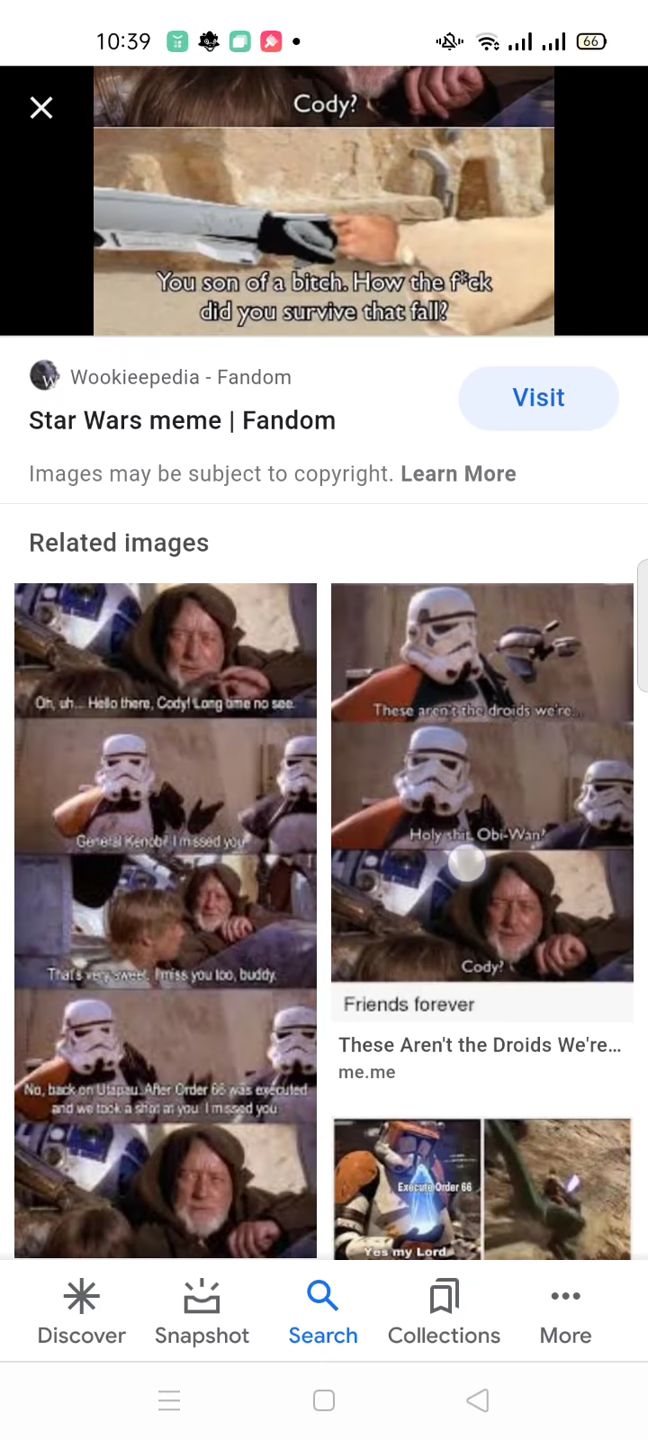 10:39
66
Cody?
You son of a bitch. How the f*ck
did you survive that fall?
Wookieepedia - Fandom
Visit
Star Wars meme | Fandom
Images may be subject to copyright. Learn More
Related images
Oh, uh... Hello there, Cody! Long time no see.
General Kenobi! I missed you
That's very sweet. I miss you too, buddy.
No, back on Utapau. After Order 66 was executed
and we took a shot at you. I missed you
These aren't the droids we're...
Holy shit, Obi-Wan?
Cody?
Friends forever
These Aren't the Droids We're...
me.me
Execute Order 66
Yes my Lord
Discover
Snapshot
Search
Collections
More